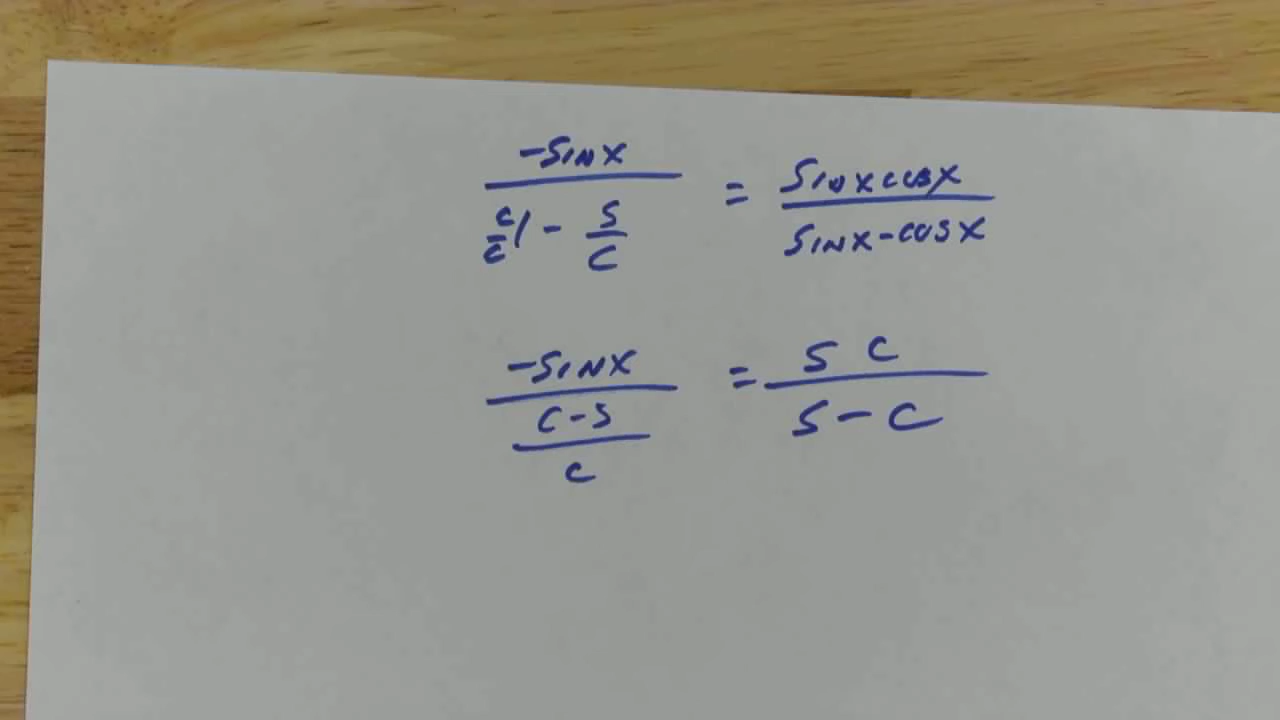 -sinx / (c/c 1 - s/c) = sinxcosx / (sinx-cosx)
-sinx / ((c-s)/c) = s c / (s-c)